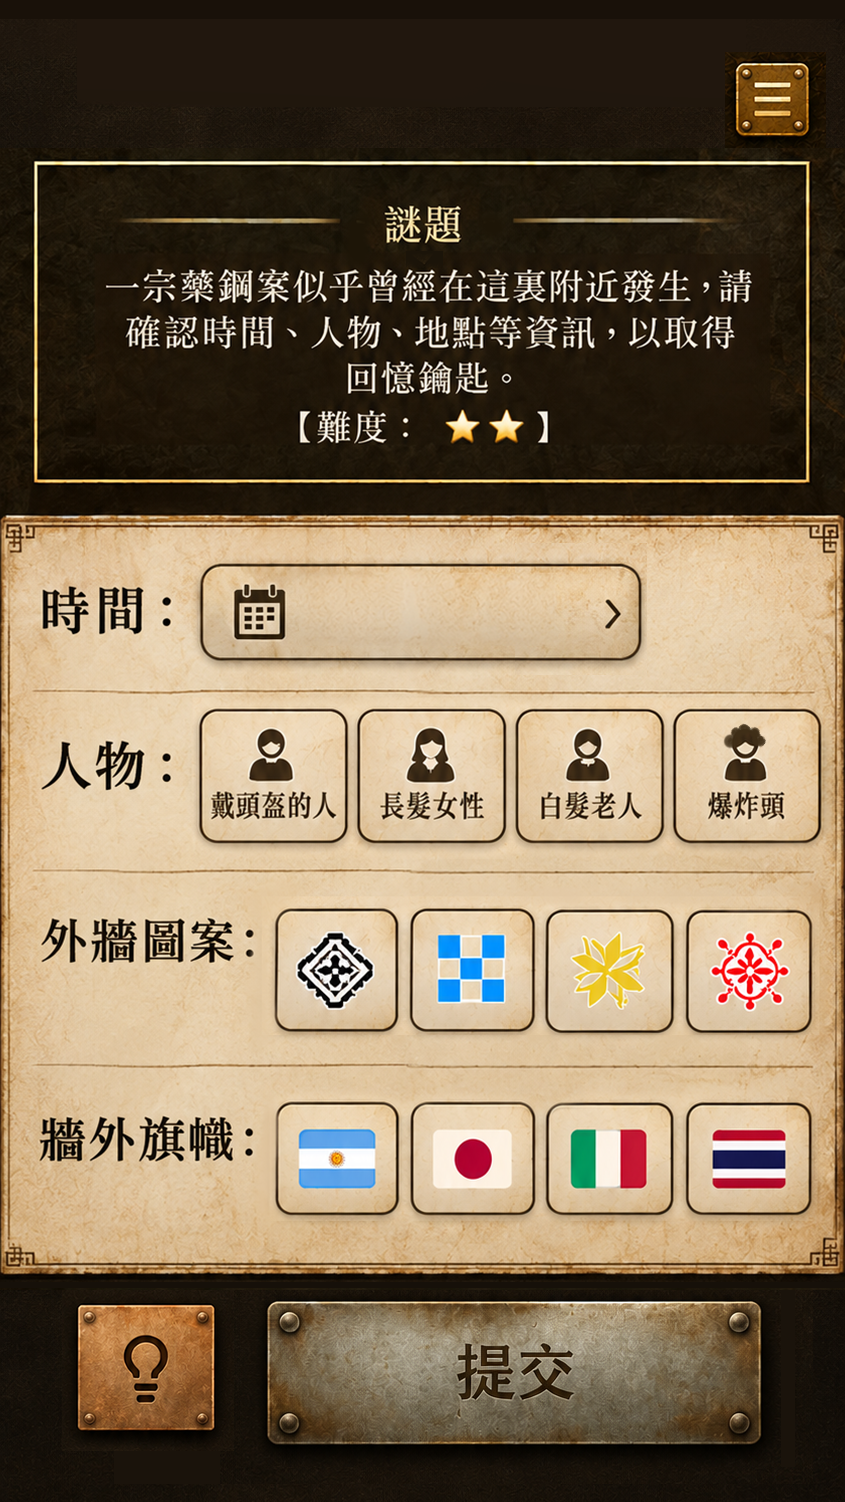 謎題
一宗藥鋼案似乎曾經在這裏附近發生，請
確認時間、人物、地點等資訊，以取得
回憶鑰匙。
【難度： ⭐⭐】
時間：
人物：
戴頭盔的人 長髮女性 白髮老人 爆炸頭
外牆圖案：
牆外旗幟：
提交